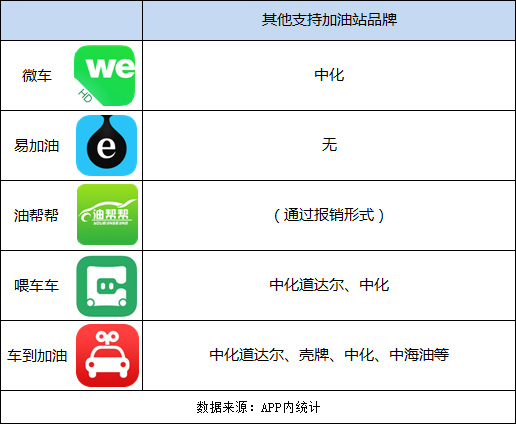 其他支持加油站品牌
微车
we
HD
中化
易加油
e
无
油帮帮
油帮帮
(通过报销形式)
喂车车
中化道达尔、中化
车到加油
中化道达尔、壳牌、中化、中海油等
数据来源：APP内统计